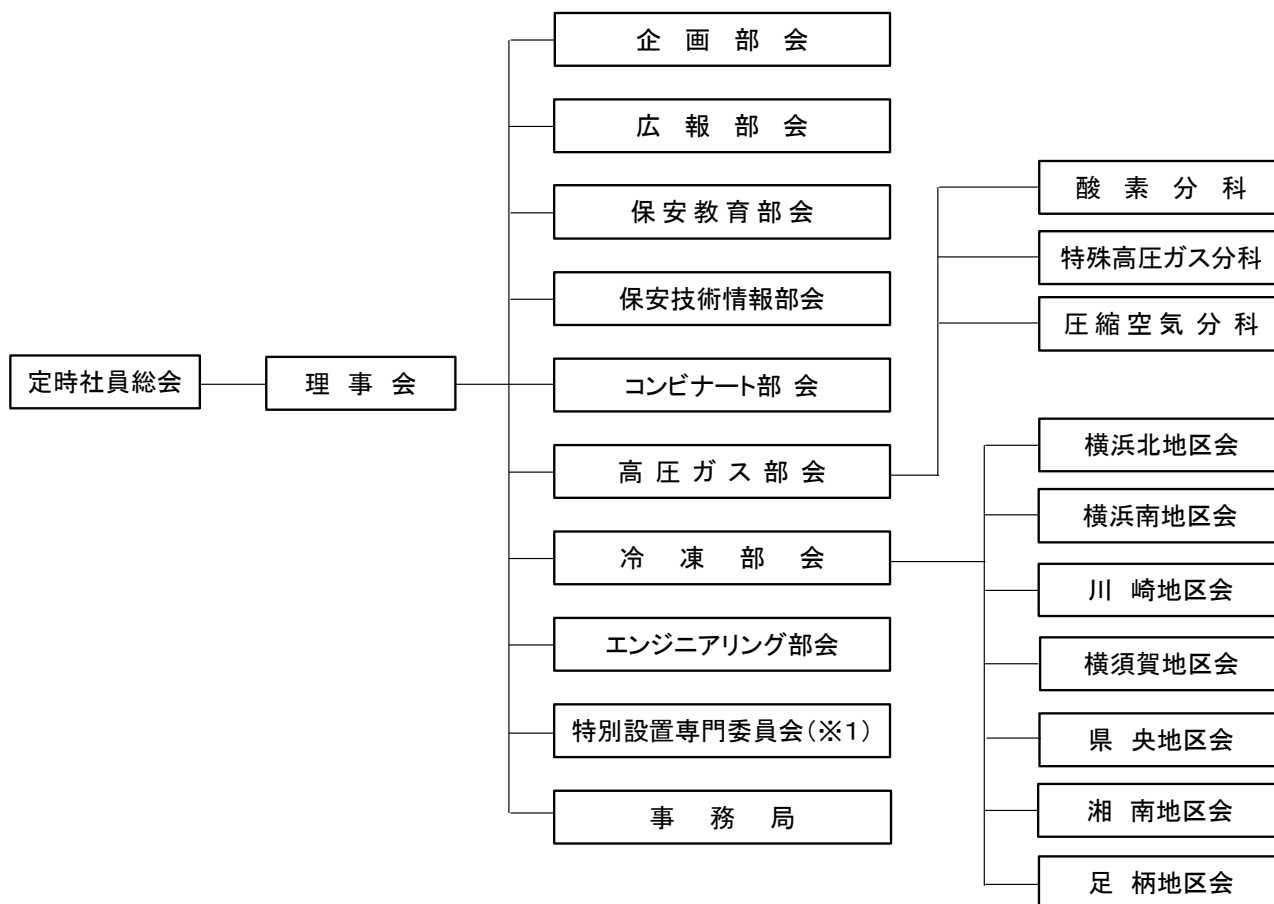 定時社員総会
理事会
企画部会
広報部会
保安教育部会
保安技術情報部会
コンビナート部会
高圧ガス部会
冷凍部会
エンジニアリング部会
特別設置専門委員会(※1)
事務局
酸素分科
特殊高圧ガス分科
圧縮空気分科
横浜北地区会
横浜南地区会
川崎地区会
横須賀地区会
県央地区会
湘南地区会
足柄地区会